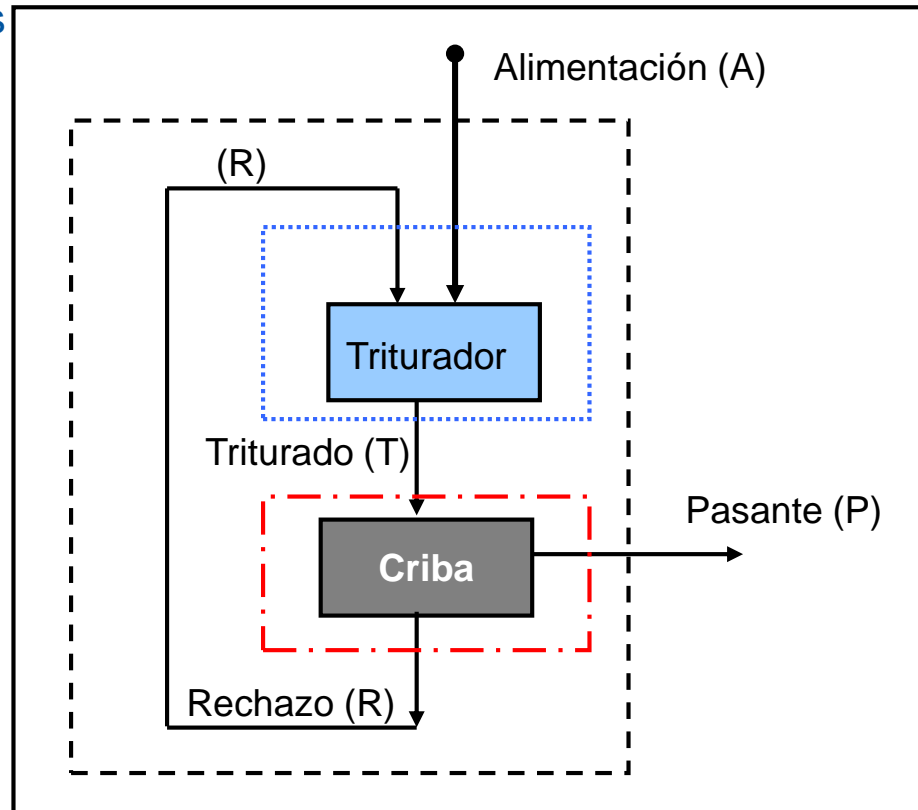 s
Alimentación (A)
(R)
Triturador
Triturado (T)
Pasante (P)
Criba
Rechazo (R)